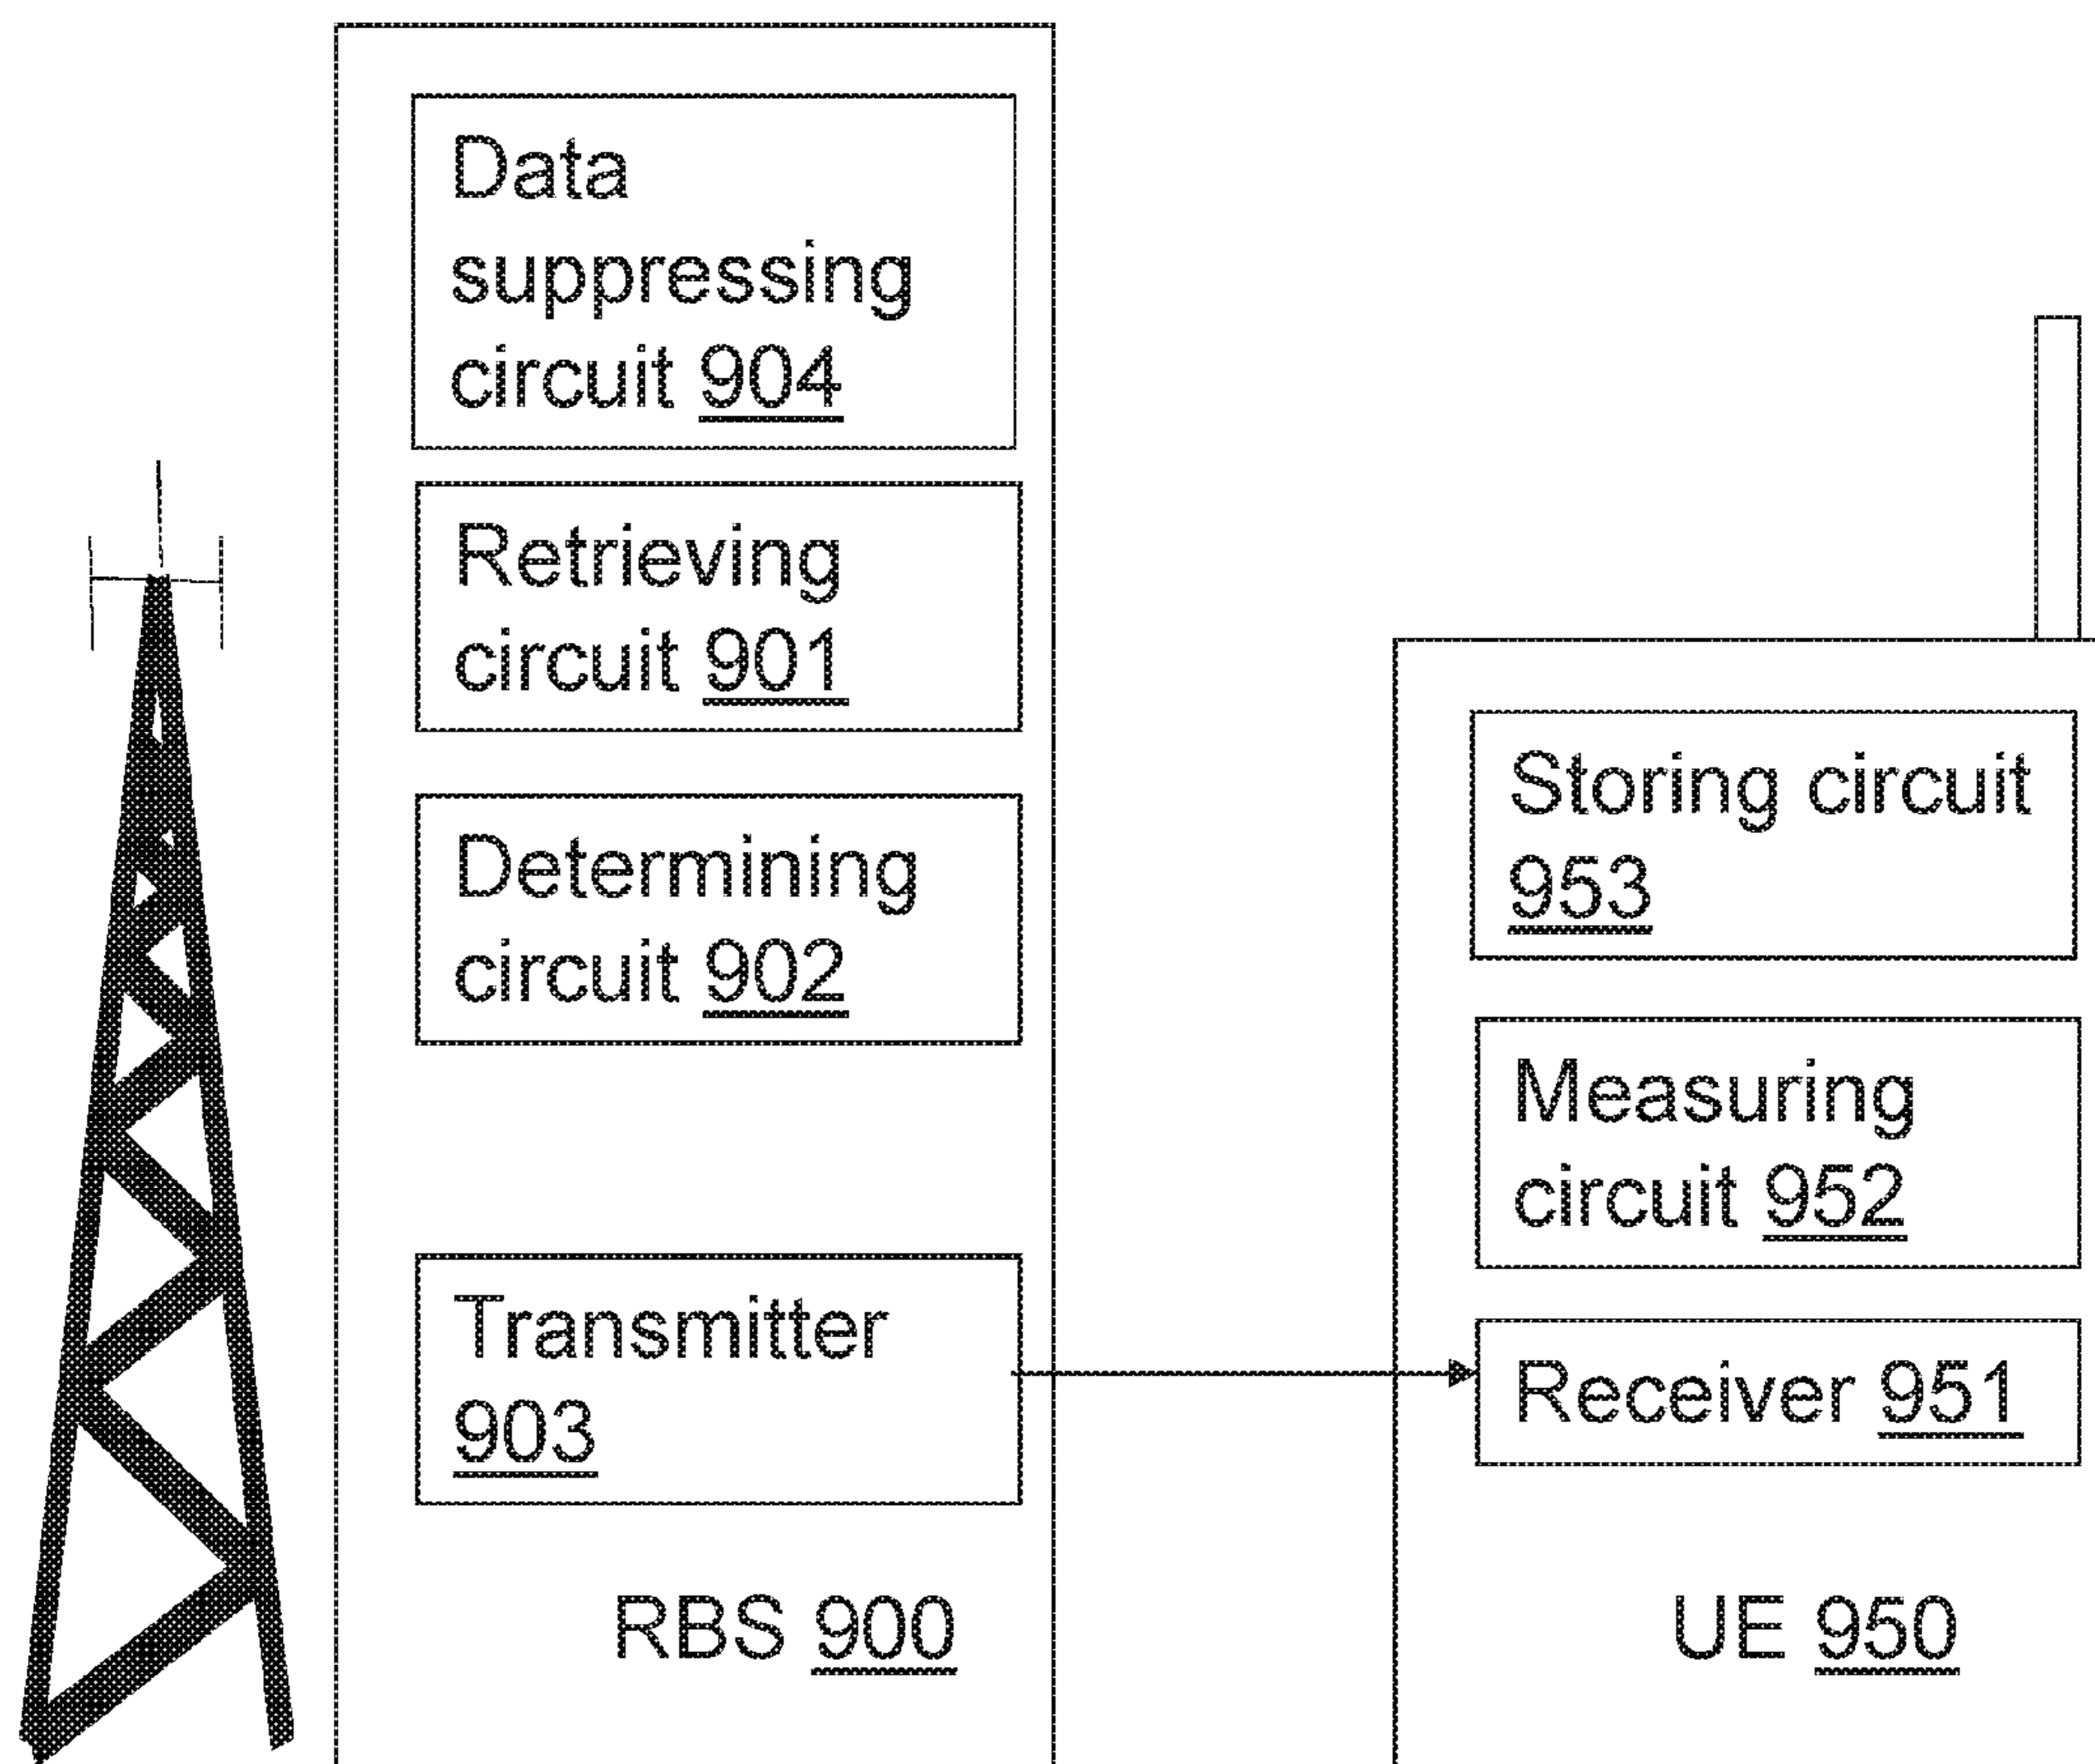 Data
suppressing
circuit 904
Retrieving
circuit 901
Determining
circuit 902
Transmitter
903
RBS 900
Storing circuit
953
Measuring
circuit 952
Receiver 951
UE 950